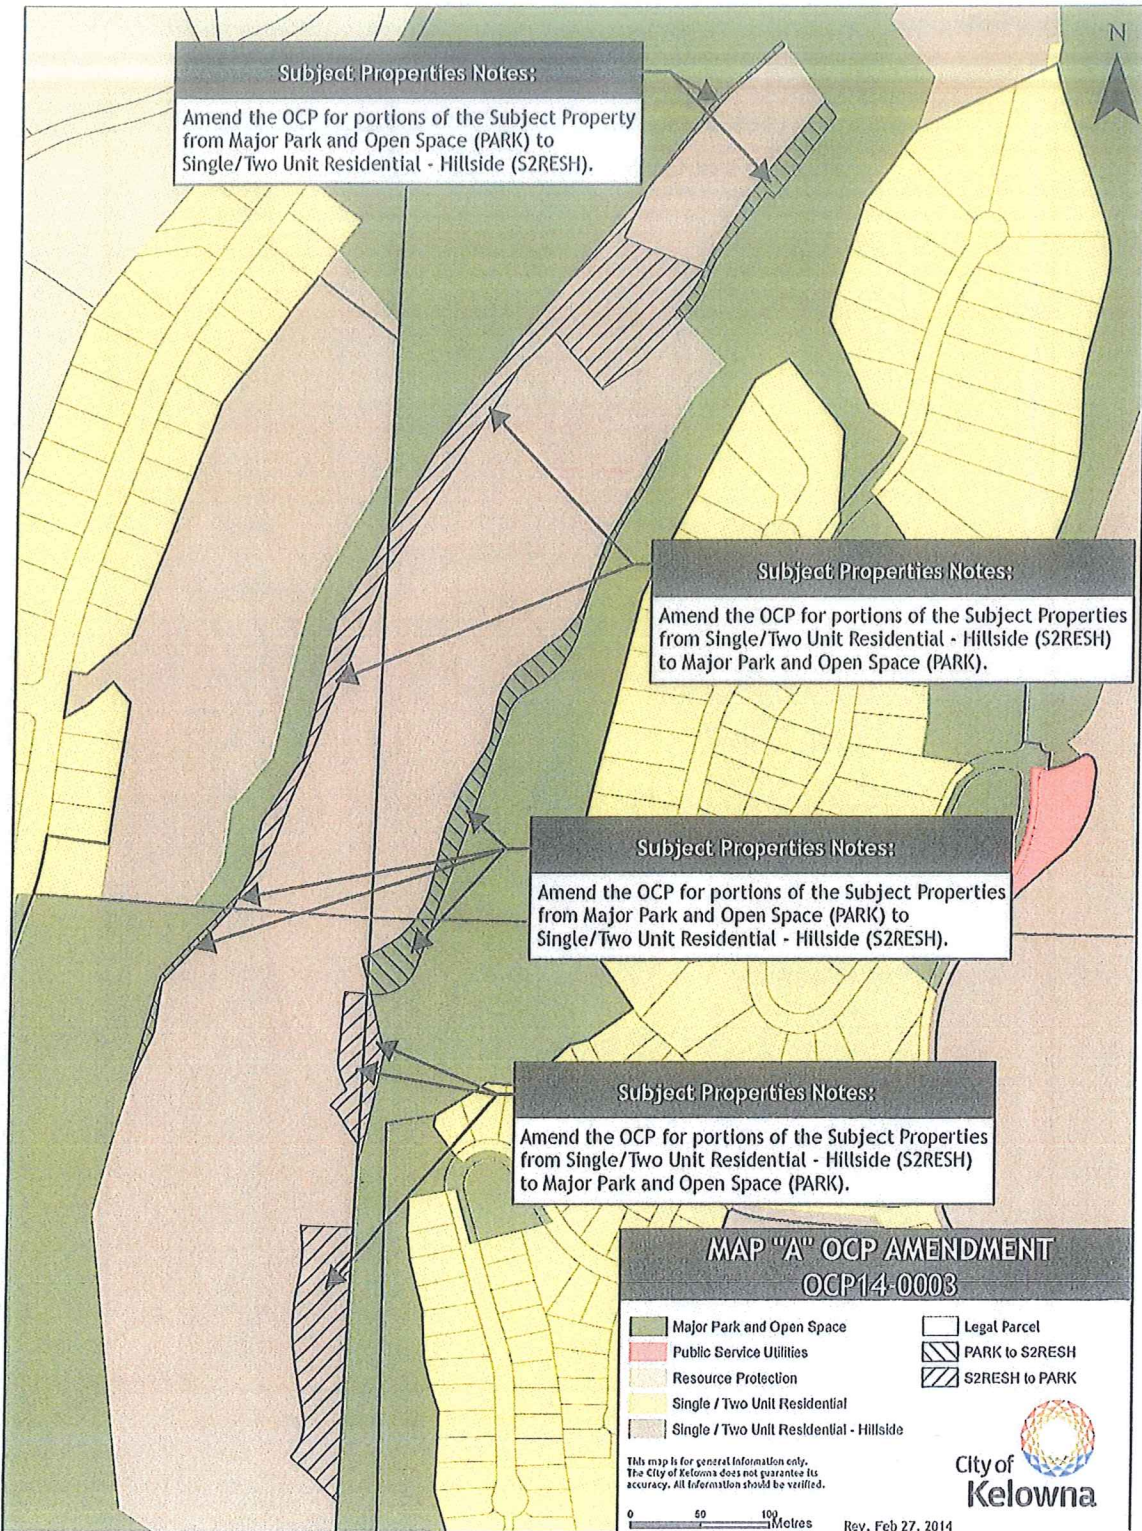 N
Subject Properties Notes:
Amend the OCP for portions of the Subject Property
from Major Park and Open Space (PARK) to
Single/Two Unit Residential - Hillside (S2RESH).
Subject Properties Notes:
Amend the OCP for portions of the Subject Properties
from Single/Two Unit Residential - Hillside (S2RESH)
to Major Park and Open Space (PARK).
Subject Properties Notes:
Amend the OCP for portions of the Subject Properties
from Major Park and Open Space (PARK) to
Single/Two Unit Residential - Hillside (S2RESH).
Subject Properties Notes:
Amend the OCP for portions of the Subject Properties
from Single/Two Unit Residential - Hillside (S2RESH)
to Major Park and Open Space (PARK).
MAP "A" OCP AMENDMENT
OCP14-0003
Major Park and Open Space
Public Service Utilities
Resource Protection
Single / Two Unit Residential
Single / Two Unit Residential - Hillside
Legal Parcel
PARK to S2RESH
S2RESH to PARK
This map is for general information only.
The City of Kelowna does not guarantee its
accuracy. All information should be verified.
City of
Kelowna
0 50 100 Metres
Rev. Feb 27, 2014